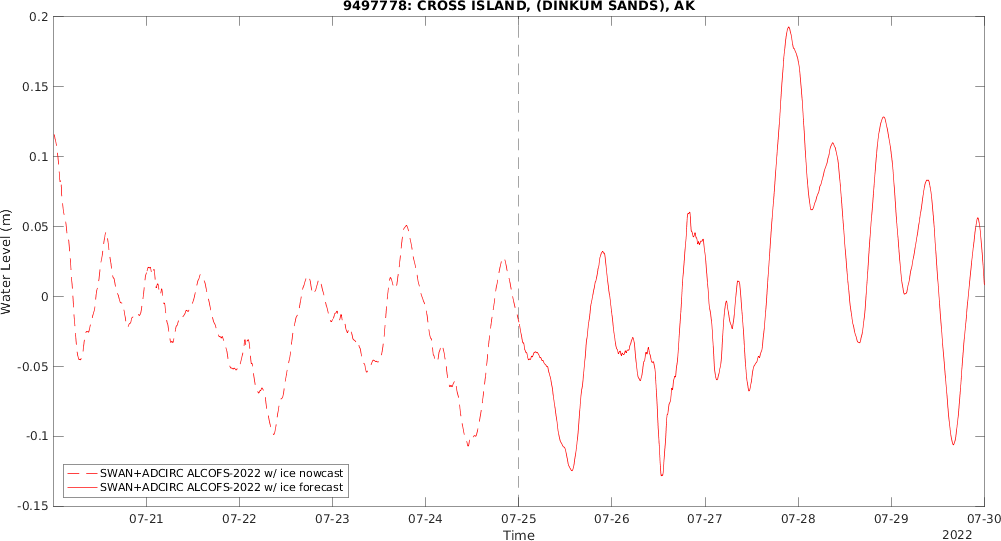 9497778: CROSS ISLAND, (DINKUM SANDS), AK
0.2
0.15
0.1
0.05
0
-0.05
-0.1
-0.15
Water Level (m)
SWAN+ADCIRC ALCOFS-2022 w/ ice nowcast
SWAN+ADCIRC ALCOFS-2022 w/ ice forecast
07-21 07-22 07-23 07-24 07-25 07-26 07-27 07-28 07-29 07-30
Time
2022